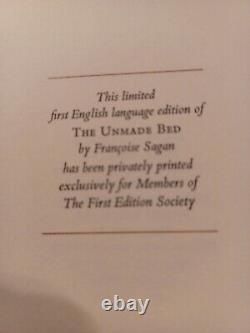 This limited
first English language edition of
THE UNMADE BED
by Françoise Sagan
has been privately printed
exclusively for Members of
The First Edition Society
ebay